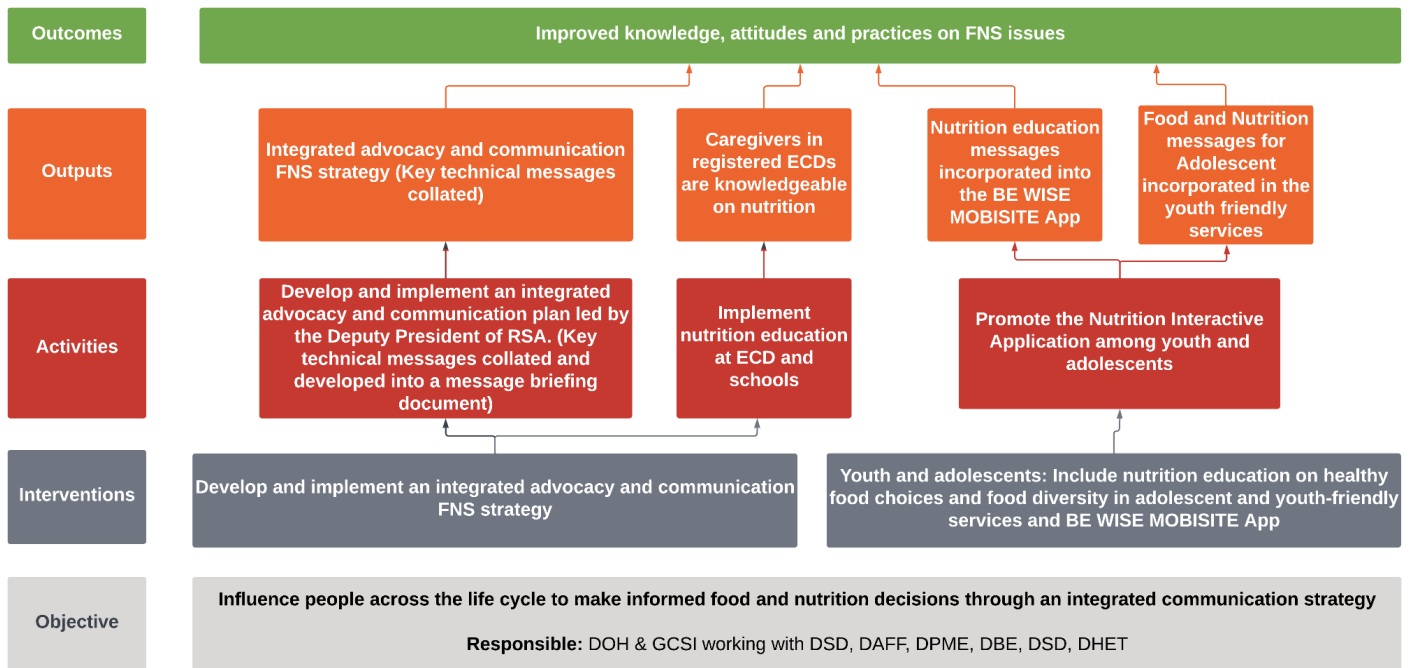 Outcomes
Improved knowledge, attitudes and practices on FNS issues
Outputs
Integrated advocacy and communication
FNS strategy (Key technical messages
collated)
Caregivers in
registered ECDs
are knowledgeable
on nutrition
Nutrition education
messages
incorporated into
the BE WISE
MOBISITE App
Food and Nutrition
messages for
Adolescent
incorporated in the
youth friendly
services
Activities
Develop and implement an integrated
advocacy and communication plan led by
the Deputy President of RSA. (Key
technical messages collated and
developed into a message briefing
document)
Implement
nutrition education
at ECD and
schools
Promote the Nutrition Interactive
Application among youth and
adolescents
Interventions
Develop and implement an integrated advocacy and communication
FNS strategy
Youth and adolescents: Include nutrition education on healthy
food choices and food diversity in adolescent and youth-friendly
services and BE WISE MOBISITE App
Objective
Influence people across the life cycle to make informed food and nutrition decisions through an integrated communication strategy
Responsible: DOH & GCSI working with DSD, DAFF, DPME, DBE, DSD, DHET